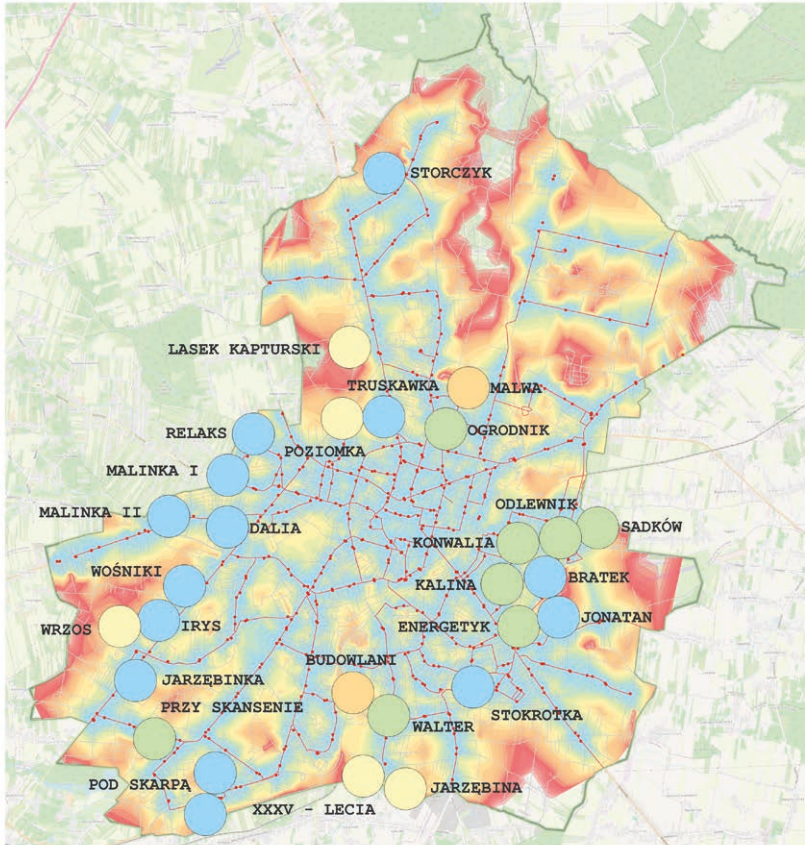 STORCZYK
LASEK KAPTURSKI
TRUSKAWKA
MALWA
RELAKS
OGRODNIK
POZIOMKA
MALINKA I
ODLEWNIK
MALINKA II
SADKÓW
DALIA
KONWALIA
WOŚNIKI
KALINA
BRATEK
WRZOS
IRYS
ENERGETYK
JONATAN
BUDOWLANI
JARZĘBINKA
PRZY SKANSENIE
STOKROTKA
WALTER
POD SKARPĄ
JARZĘBINA
XXXV - LECIA